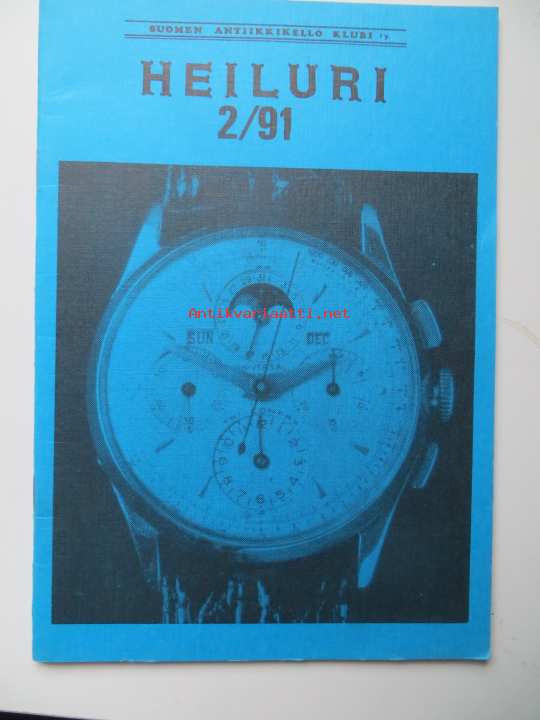 SUOMEN ANTIIKKIKELLO KLUBI ry.
HEILURI
2/91
Antikvariaatti.net
SUN DEC